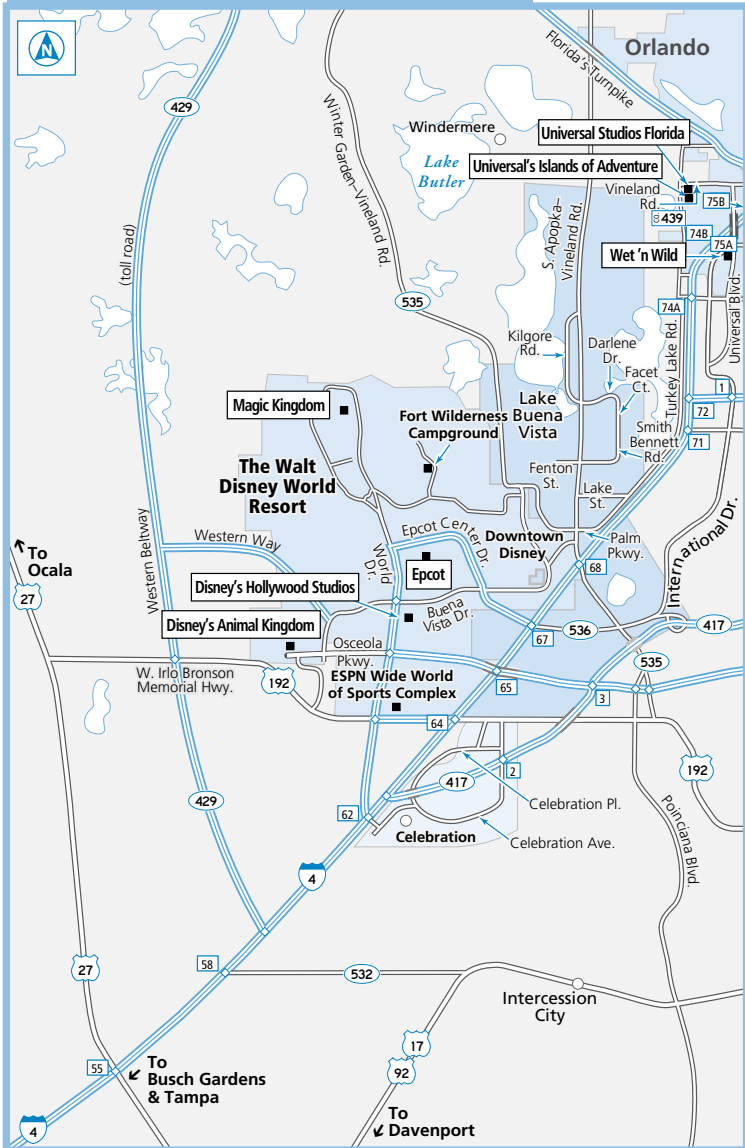 N
Orlando
Florida's Turnpike
429
Winter Garden–Vineland Rd.
Windermere
Lake
Butler
Universal Studios Florida
Universal's Islands of Adventure
Vineland
Rd.
75B
439
74B
75A
Wet 'n Wild
S. Apopka–
Vineland Rd.
(toll road)
535
74A
Universal Blvd.
Turkey Lake Rd.
Kilgore
Rd.
Darlene
Dr.
Facet
Ct.
1
72
71
Magic Kingdom
Fort Wilderness
Campground
Lake
Buena
Vista
Smith
Bennett
Rd.
The Walt
Disney World
Resort
Fenton
St.
Lake
St.
International Dr.
Western Beltway
Western Way
World
Dr.
Epcot Center Dr.
Downtown
Disney
Palm
Pkwy.
68
To
Ocala
27
Epcot
Disney's Hollywood Studios
Buena
Vista Dr.
Disney's Animal Kingdom
67
536
417
Osceola
Pkwy.
535
W. Irlo Bronson
Memorial Hwy.
192
ESPN Wide World
of Sports Complex
65
3
64
192
2
417
429
Celebration Pl.
62
Celebration
Celebration Ave.
Poinciana Blvd.
4
27
58
532
Intercession
City
17
92
55
To
Busch Gardens
& Tampa
To
Davenport
4